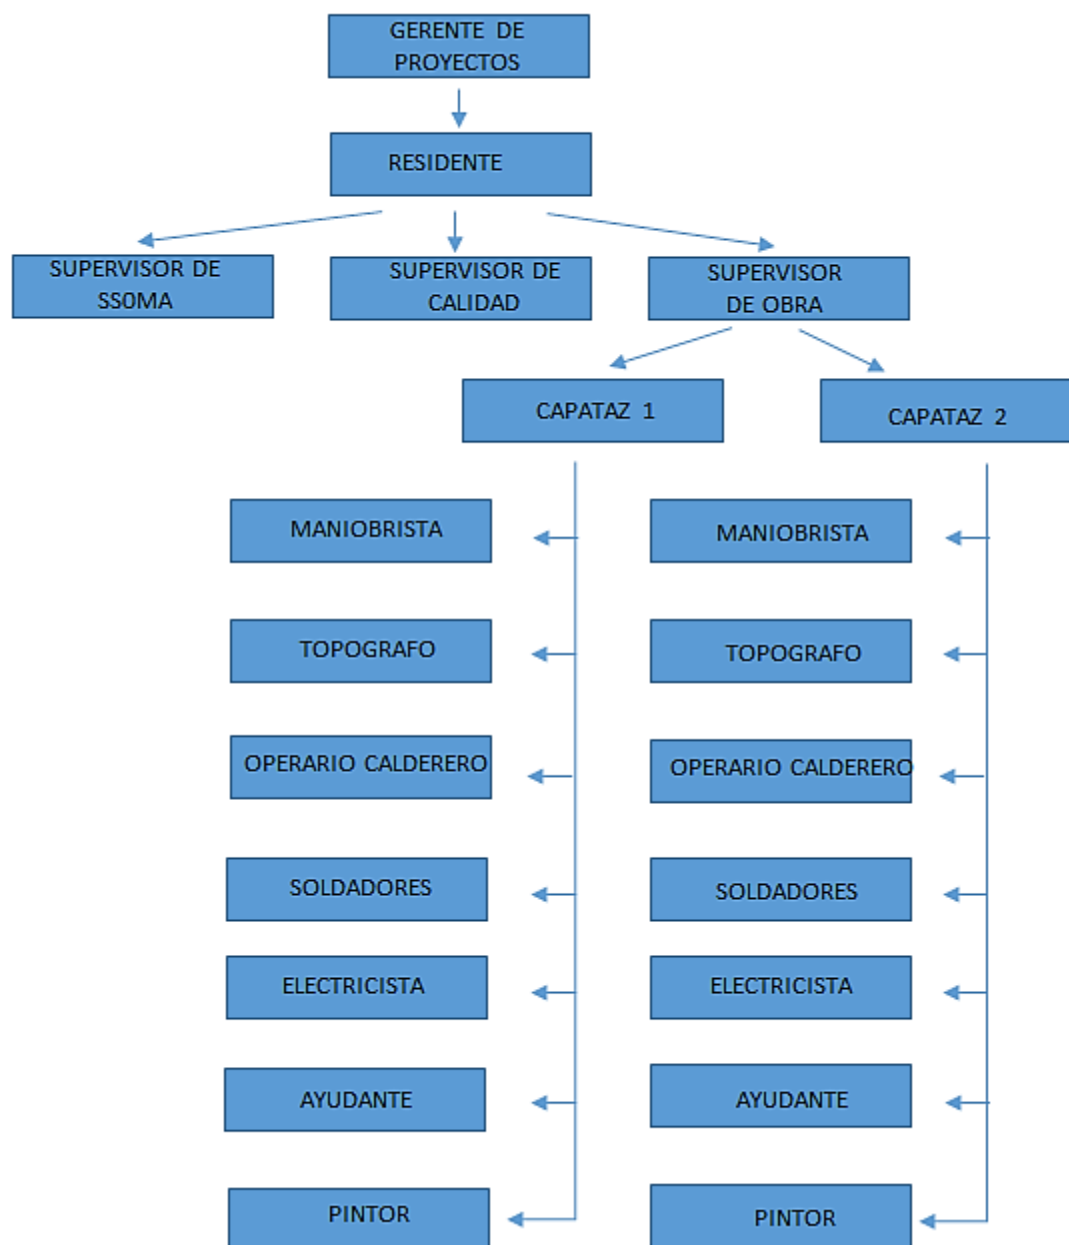 GERENTE DE
PROYECTOS
RESIDENTE
SUPERVISOR DE
SS0MA
SUPERVISOR DE
CALIDAD
SUPERVISOR
DE OBRA
CAPATAZ 1
CAPATAZ 2
MANIOBRISTA
MANIOBRISTA
TOPOGRAFO
TOPOGRAFO
OPERARIO CALDERERO
OPERARIO CALDERERO
SOLDADORES
SOLDADORES
ELECTRICISTA
ELECTRICISTA
AYUDANTE
AYUDANTE
PINTOR
PINTOR